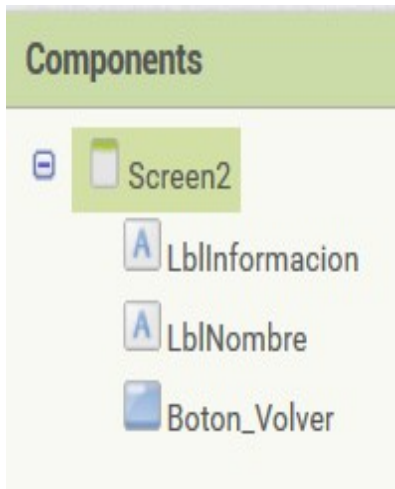 Components
Screen2
A LblInformacion
A LblNombre
Boton_Volver